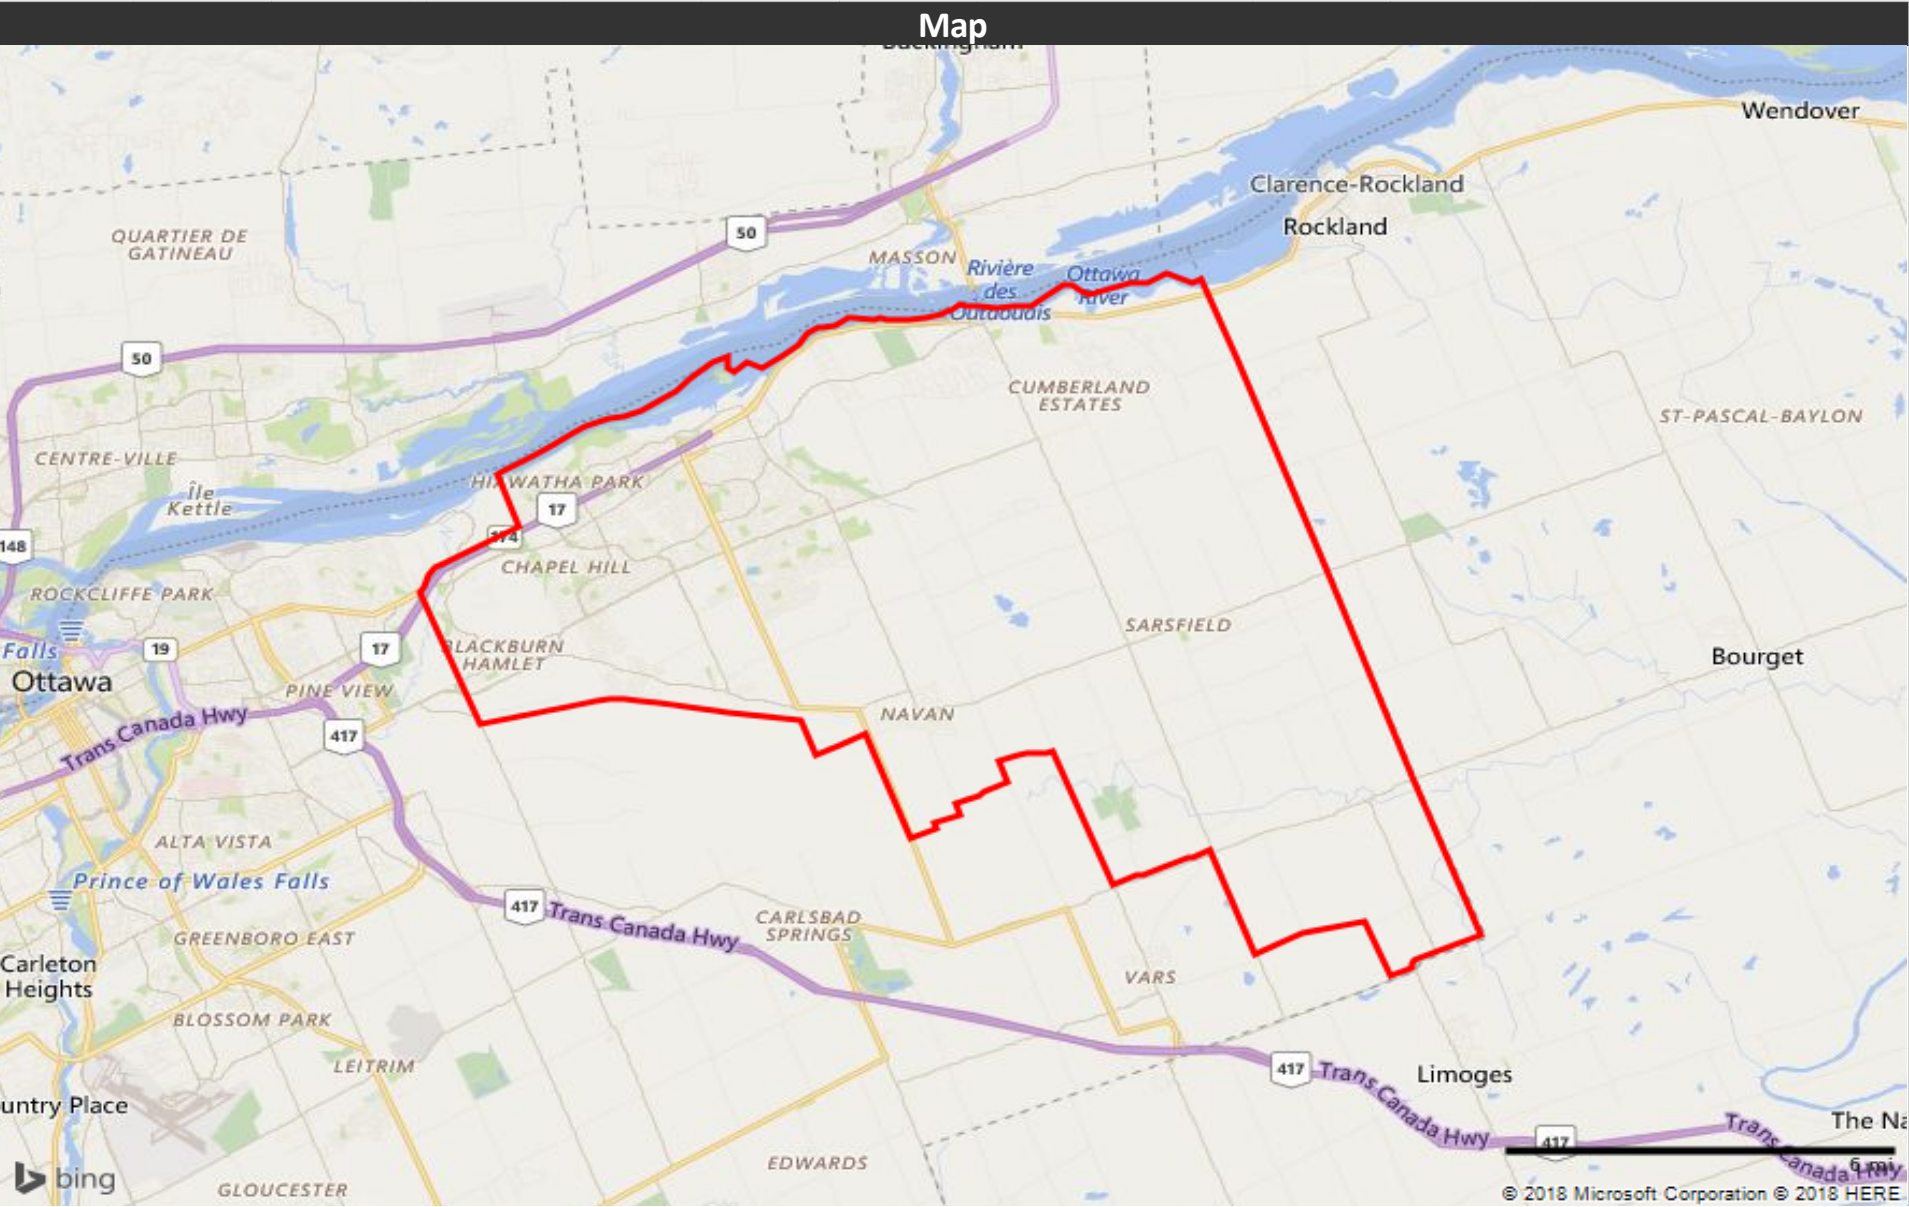 Map
Buckingham
Wendover
Clarence-Rockland
Rockland
QUARTIER DE
GATINEAU
50
MASSON
Rivière
des
Outaouais
Ottawa
River
50
CUMBERLAND
ESTATES
ST-PASCAL-BAYLON
CENTRE-VILLE
Île
Kettle
HIAWATHA PARK
17
174
148
CHAPEL HILL
ROCKCLIFFE PARK
SARSFIELD
Falls
19
17
BLACKBURN
HAMLET
Bourget
Ottawa
PINE VIEW
NAVAN
Trans Canada Hwy
417
ALTA VISTA
Prince of Wales Falls
417
Trans Canada Hwy
CARLSBAD
SPRINGS
GREENBORO EAST
Carleton
Heights
VARS
BLOSSOM PARK
LEITRIM
417
Trans Canada Hwy
Limoges
untry Place
The Na
417
Trans Canada Hwy
EDWARDS
6 mi
bing
GLOUCESTER
© 2018 Microsoft Corporation © 2018 HERE